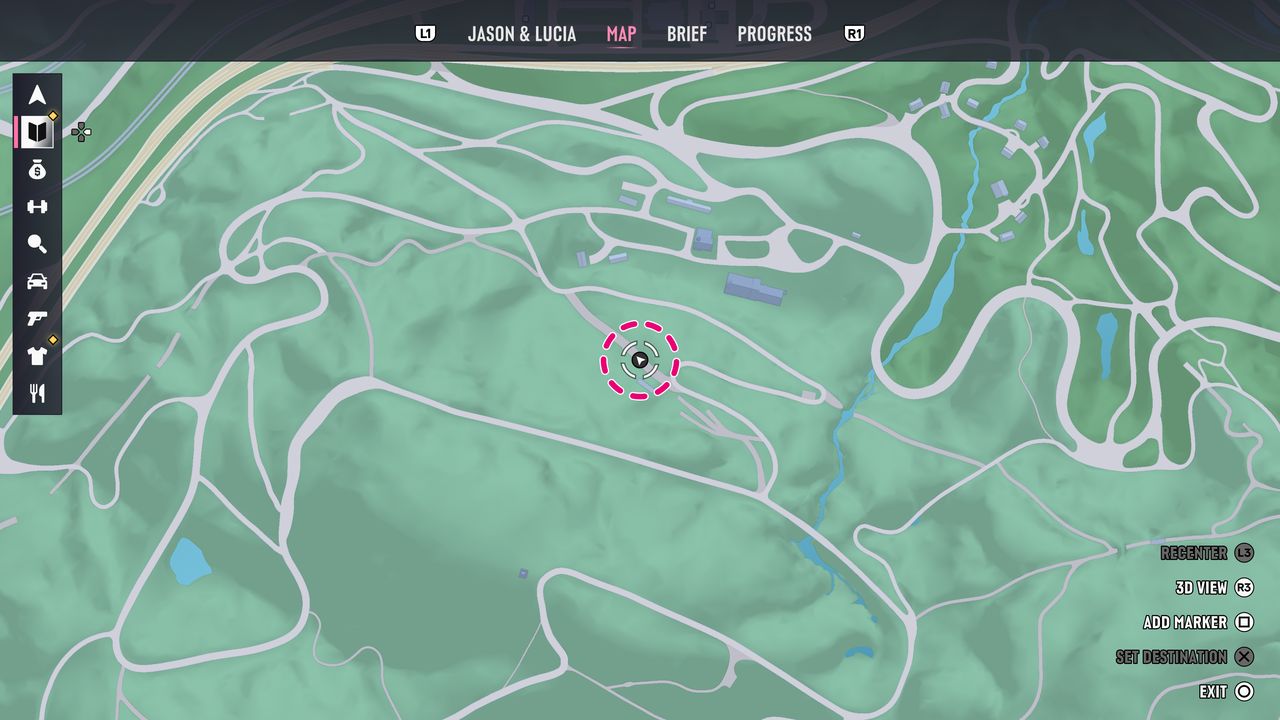 L1 JASON & LUCIA MAP BRIEF PROGRESS R1
$
RECENTER L3
3D VIEW R3
ADD MARKER
SET DESTINATION
EXIT